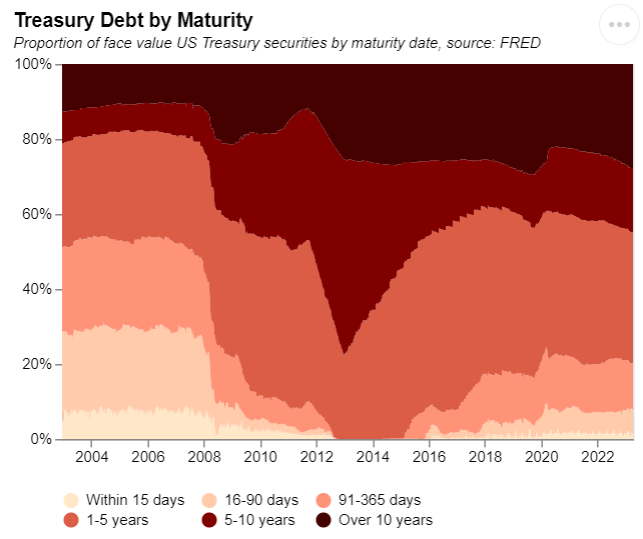 Treasury Debt by Maturity
Proportion of face value US Treasury securities by maturity date, source: FRED
100%
80%
60%
40%
20%
0%
2004 2006 2008 2010 2012 2014 2016 2018 2020 2022
Within 15 days 16-90 days 91-365 days
1-5 years 5-10 years Over 10 years